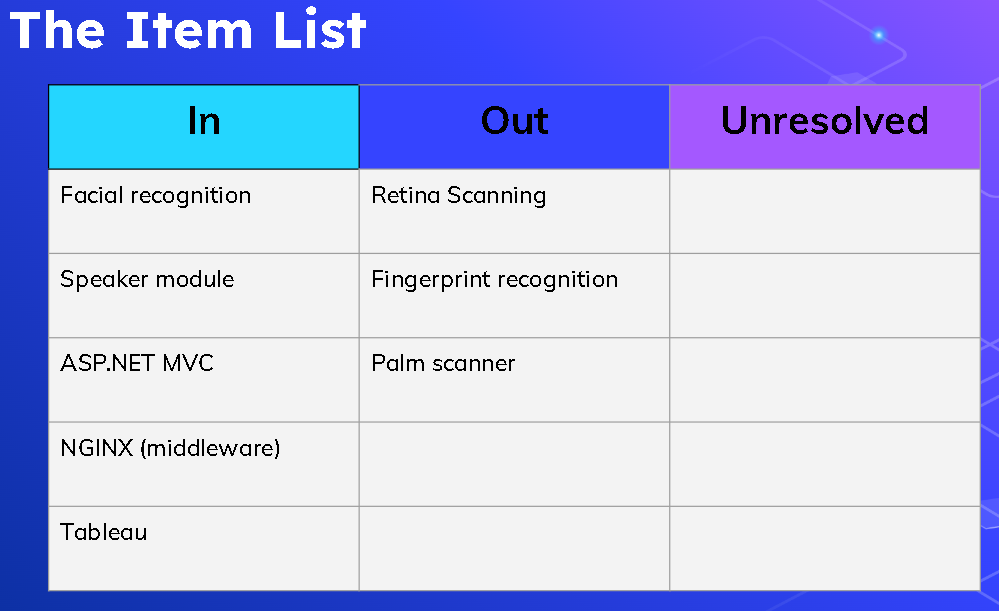 The Item List
In Out Unresolved
Facial recognition Retina Scanning
Speaker module Fingerprint recognition
ASP.NET MVC Palm scanner
NGINX (middleware)
Tableau